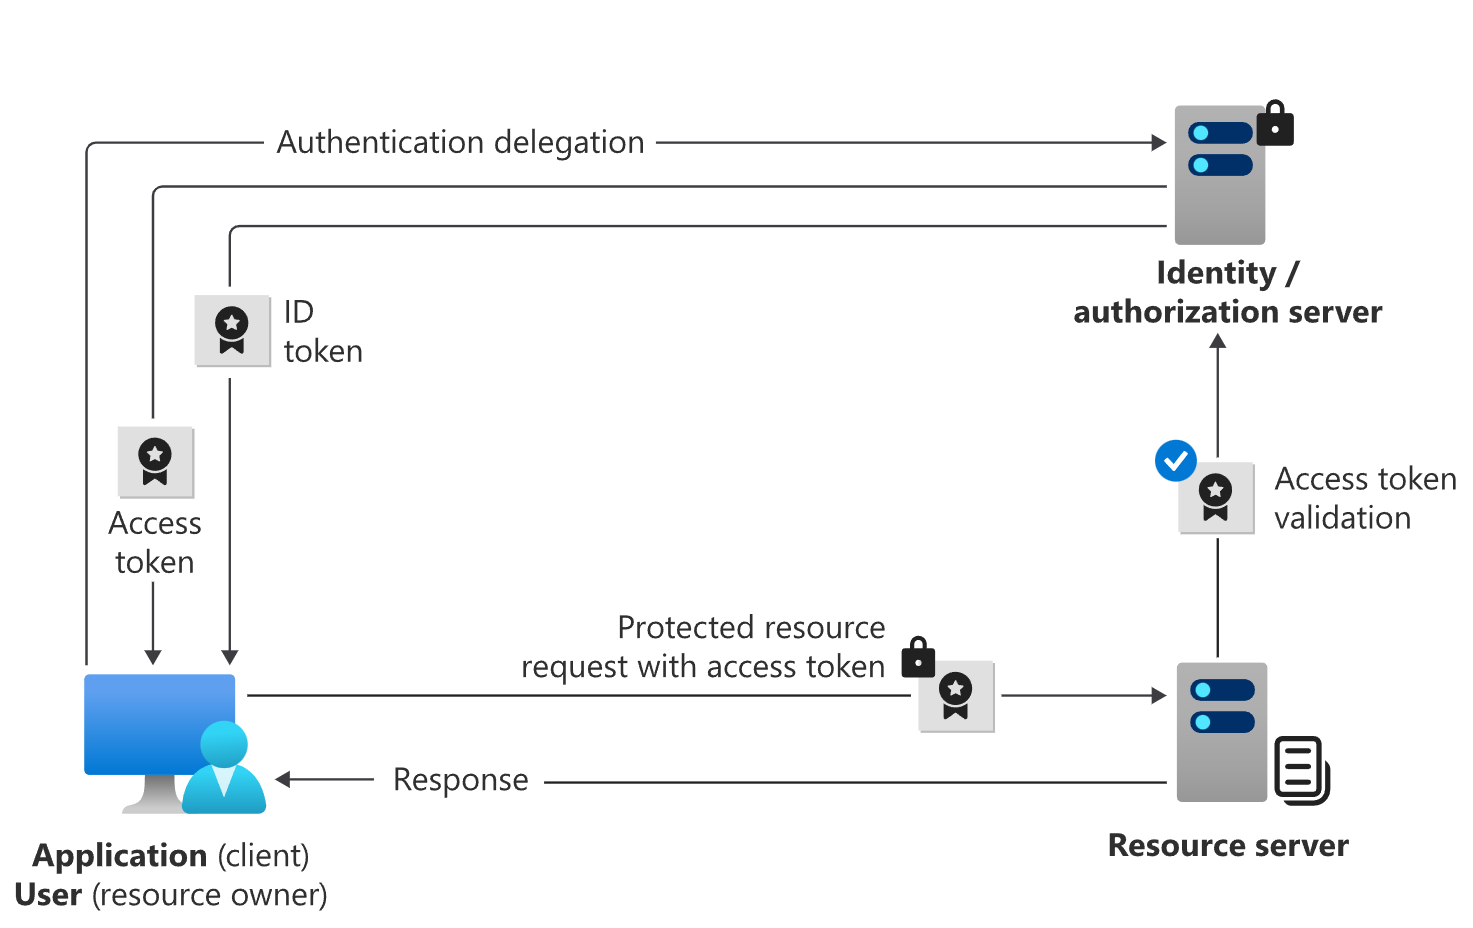 Authentication delegation
Identity /
authorization server
ID
token
Access
token
Access token
validation
Protected resource
request with access token
Response
Application (client)
User (resource owner)
Resource server